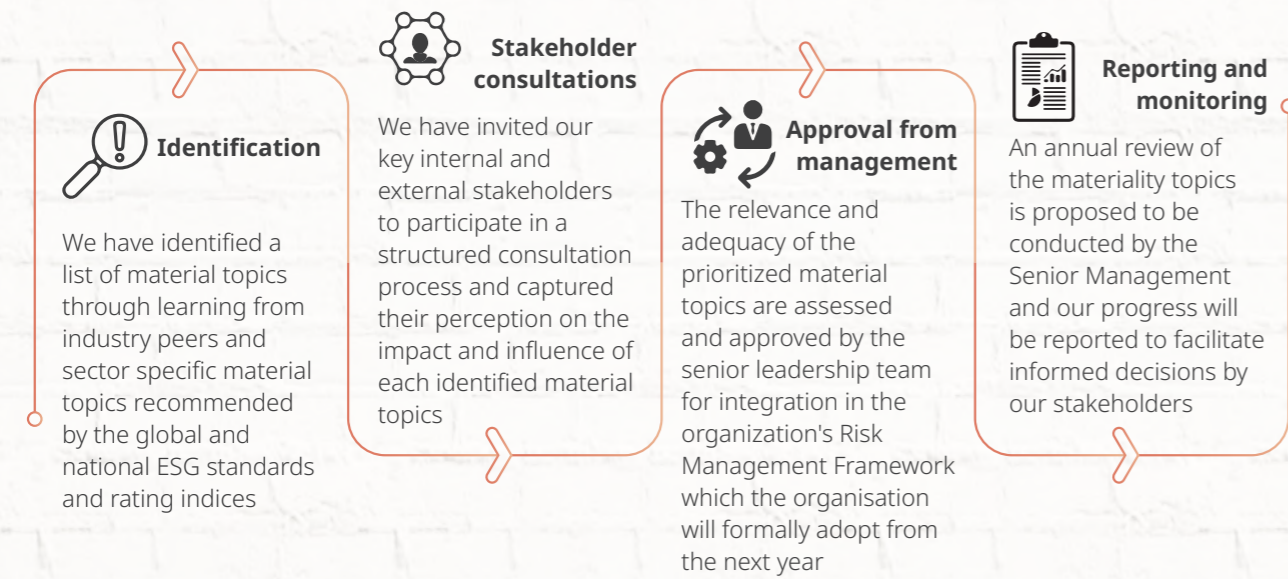 Identification
We have identified a
list of material topics
through learning from
industry peers and
sector specific material
topics recommended
by the global and
national ESG standards
and rating indices
Stakeholder
consultations
We have invited our
key internal and
external stakeholders
to participate in a
structured consultation
process and captured
their perception on the
impact and influence of
each identified material
topics
Approval from
management
The relevance and
adequacy of the
prioritized material
topics are assessed
and approved by the
senior leadership team
for integration in the
organization's Risk
Management Framework
which the organisation
will formally adopt from
the next year
Reporting and
monitoring
An annual review of
the materiality topics
is proposed to be
conducted by the
Senior Management
and our progress will
be reported to facilitate
informed decisions by
our stakeholders